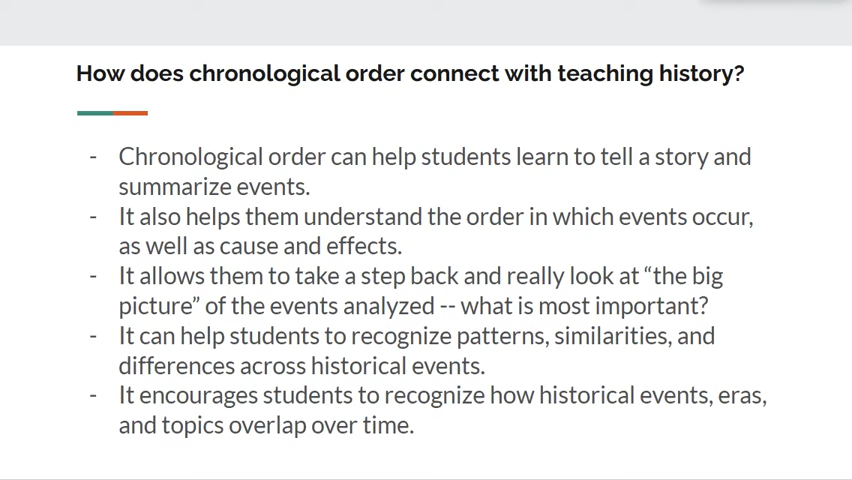 How does chronological order connect with teaching history?
- Chronological order can help students learn to tell a story and
summarize events.
- It also helps them understand the order in which events occur,
as well as cause and effects.
- It allows them to take a step back and really look at “the big
picture” of the events analyzed -- what is most important?
- It can help students to recognize patterns, similarities, and
differences across historical events.
- It encourages students to recognize how historical events, eras,
and topics overlap over time.